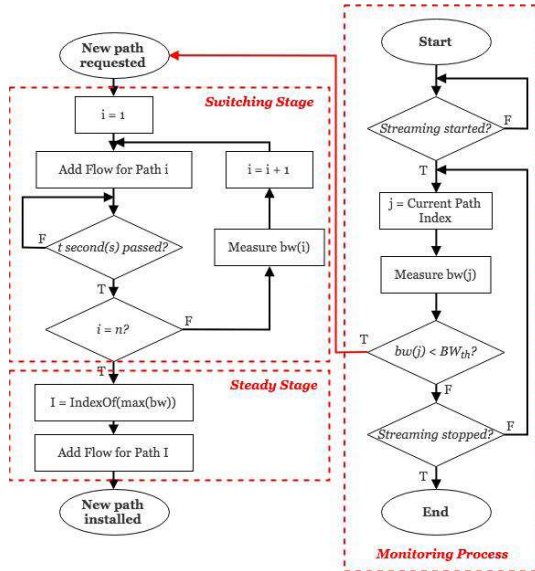 New path
requested
Switching Stage
i = 1
Add Flow for Path i
i = i + 1
F
t second(s) passed?
Measure bw(i)
T
i = n?
F
T
Steady Stage
I = IndexOf(max(bw))
Add Flow for Path I
New path
installed
Start
Streaming started?
F
T
j = Current Path
Index
Measure bw(j)
T
bw(j) < BWth?
F
Streaming stopped?
F
T
End
Monitoring Process